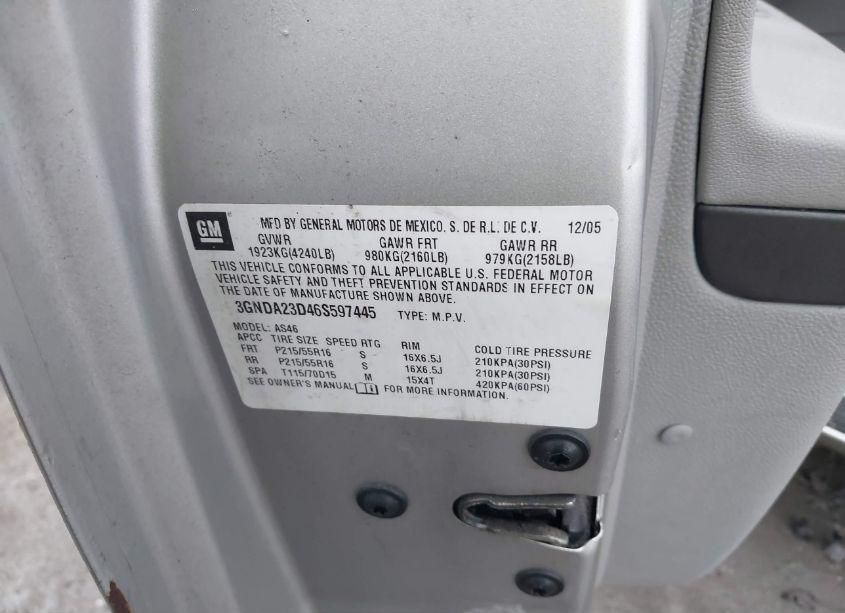 GM
MFD BY GENERAL MOTORS DE MEXICO. S. DE R.L. DE C.V. 12/05
GVWR GAWR FRT GAWR RR
1923KG(4240LB) 980KG(2160LB) 979KG(2158LB)
THIS VEHICLE CONFORMS TO ALL APPLICABLE U.S. FEDERAL MOTOR
VEHICLE SAFETY AND THEFT PREVENTION STANDARDS IN EFFECT ON
THE DATE OF MANUFACTURE SHOWN ABOVE.
3GNDA23D46S597445 TYPE: M.P.V.
MODEL: AS46
APCC TIRE SIZE SPEED RTG RIM COLD TIRE PRESSURE
FRT P215/55R16 S 16X6.5J 210KPA(30PSI)
RR P215/55R16 S 16X6.5J 210KPA(30PSI)
SPA T115/70D15 M 15X4T 420KPA(60PSI)
SEE OWNER'S MANUAL FOR MORE INFORMATION.